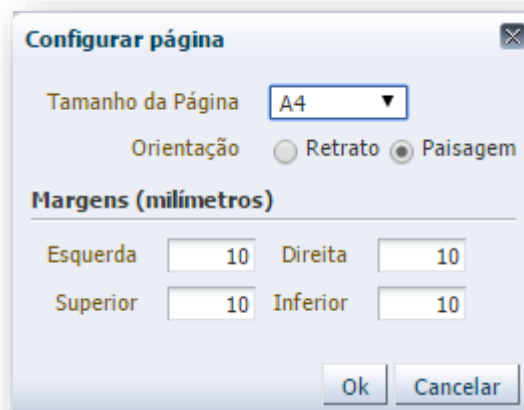 Configurar página
Tamanho da Página A4
Orientação Retrato Paisagem
Margens (milímetros)
Esquerda 10 Direita 10
Superior 10 Inferior 10
Ok Cancelar